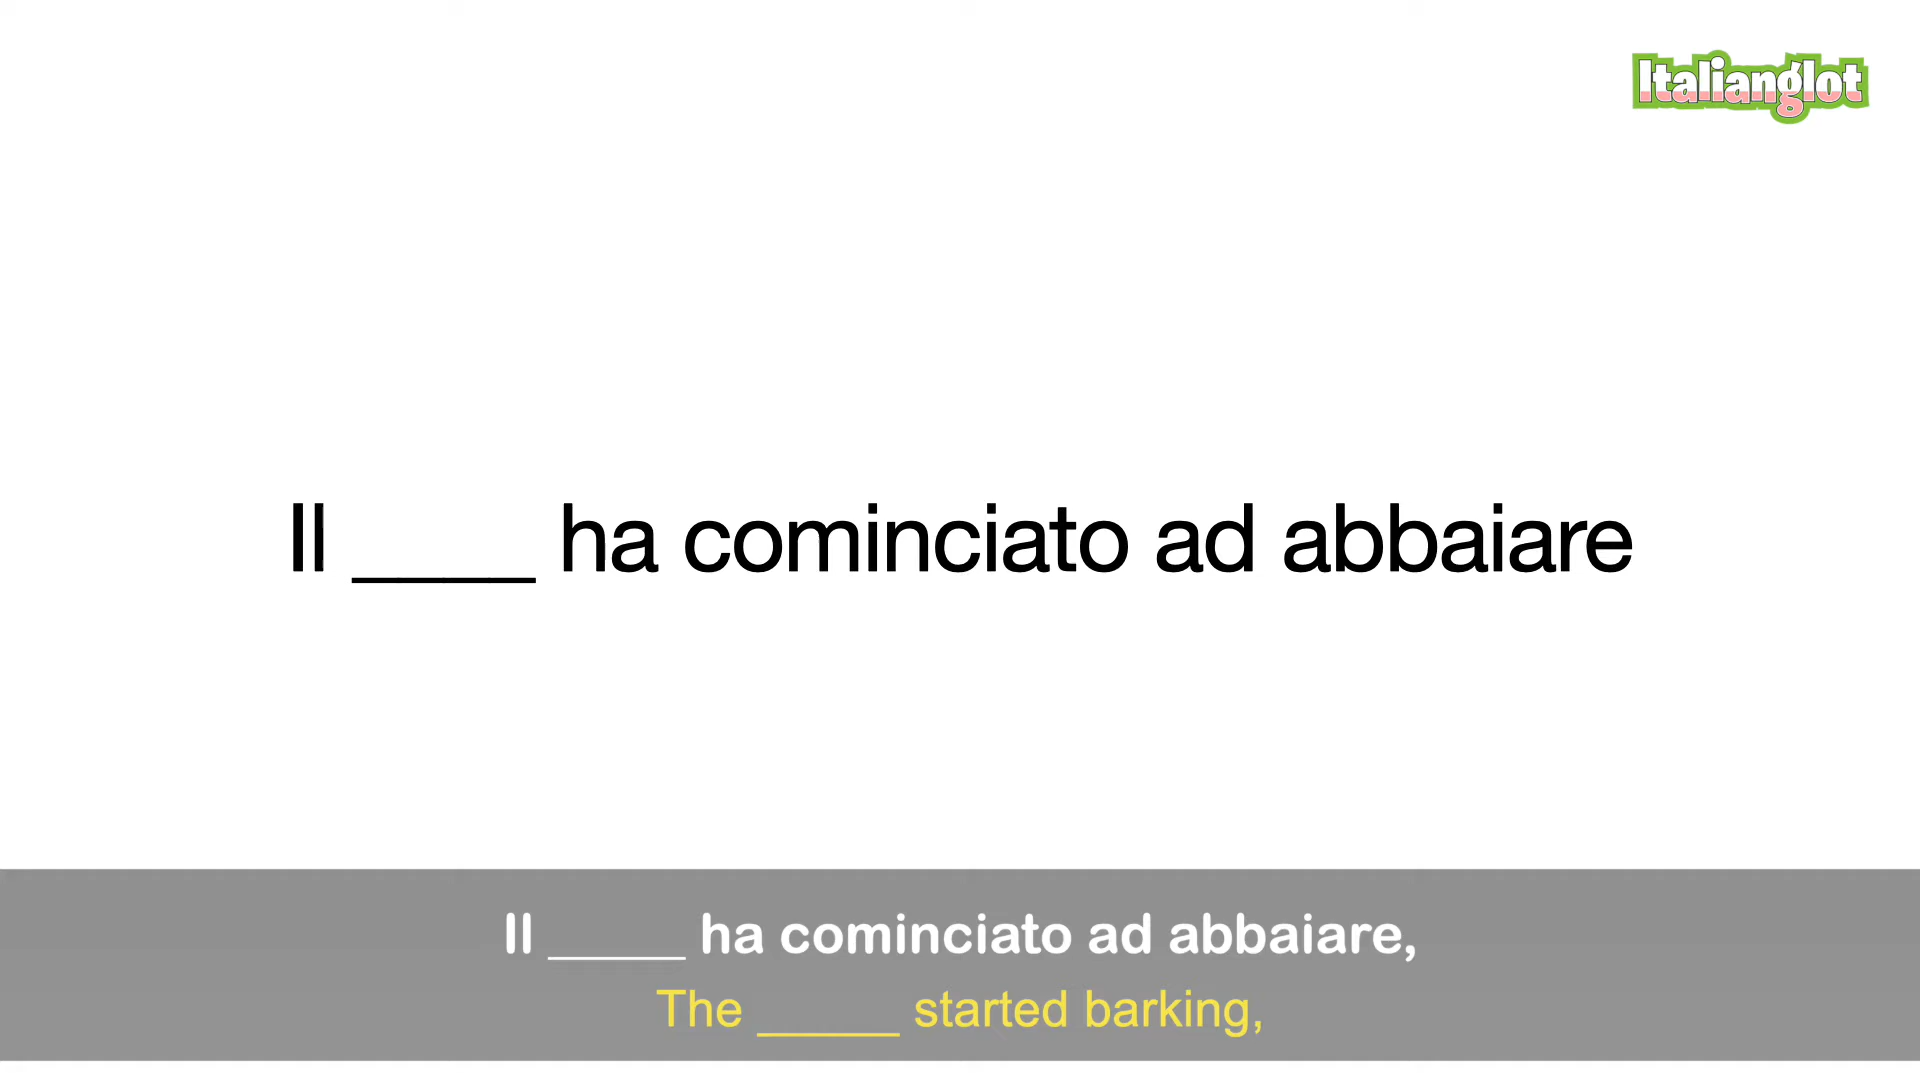 Italianglot
Il ____ ha cominciato ad abbaiare
Il _____ ha cominciato ad abbaiare,
The _____ started barking,